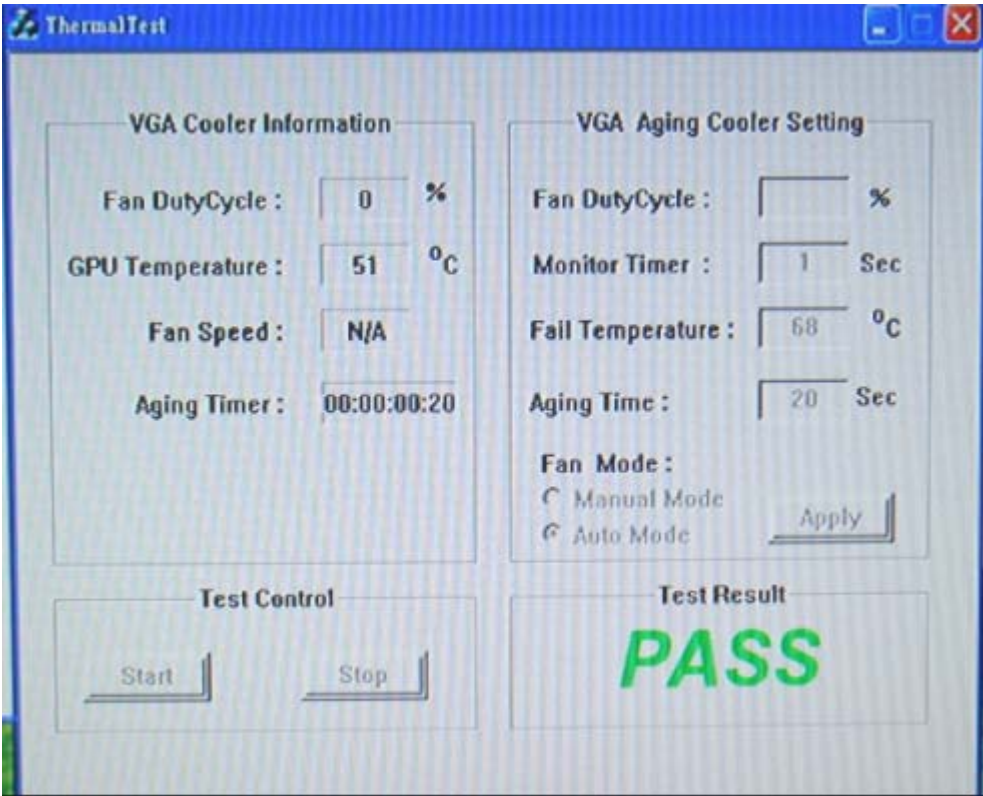 ThermalTest
VGA Cooler Information
Fan DutyCycle : 0 %
GPU Temperature : 51 °C
Fan Speed : N/A
Aging Timer : 00:00:00:20
VGA Aging Cooler Setting
Fan DutyCycle : %
Monitor Timer : 1 Sec
Fail Temperature : 68 °C
Aging Time : 20 Sec
Fan Mode :
Manual Mode
Auto Mode
Apply
Test Control
Start Stop
Test Result
PASS